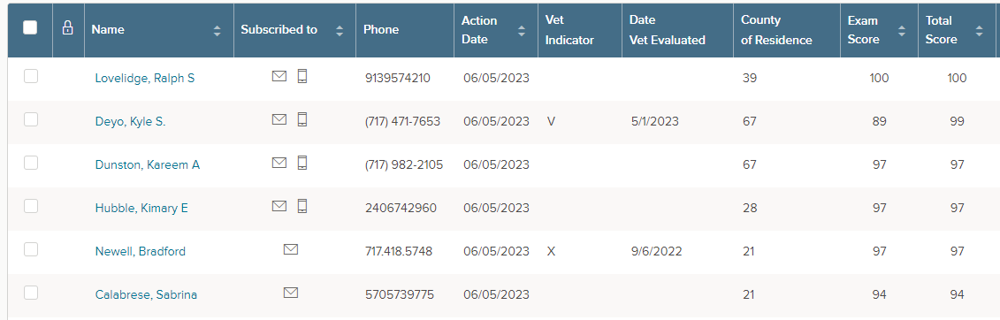 Name Subscribed to Phone Action Date Vet Indicator Date Vet Evaluated County of Residence Exam Score Total Score
Lovelidge, Ralph S 9139574210 06/05/2023 39 100 100
Deyo, Kyle S. (717) 471-7653 06/05/2023 V 5/1/2023 67 89 99
Dunston, Kareem A (717) 982-2105 06/05/2023 67 97 97
Hubble, Kimary E 2406742960 06/05/2023 28 97 97
Newell, Bradford 717.418.5748 06/05/2023 X 9/6/2022 21 97 97
Calabrese, Sabrina 5705739775 06/05/2023 21 94 94